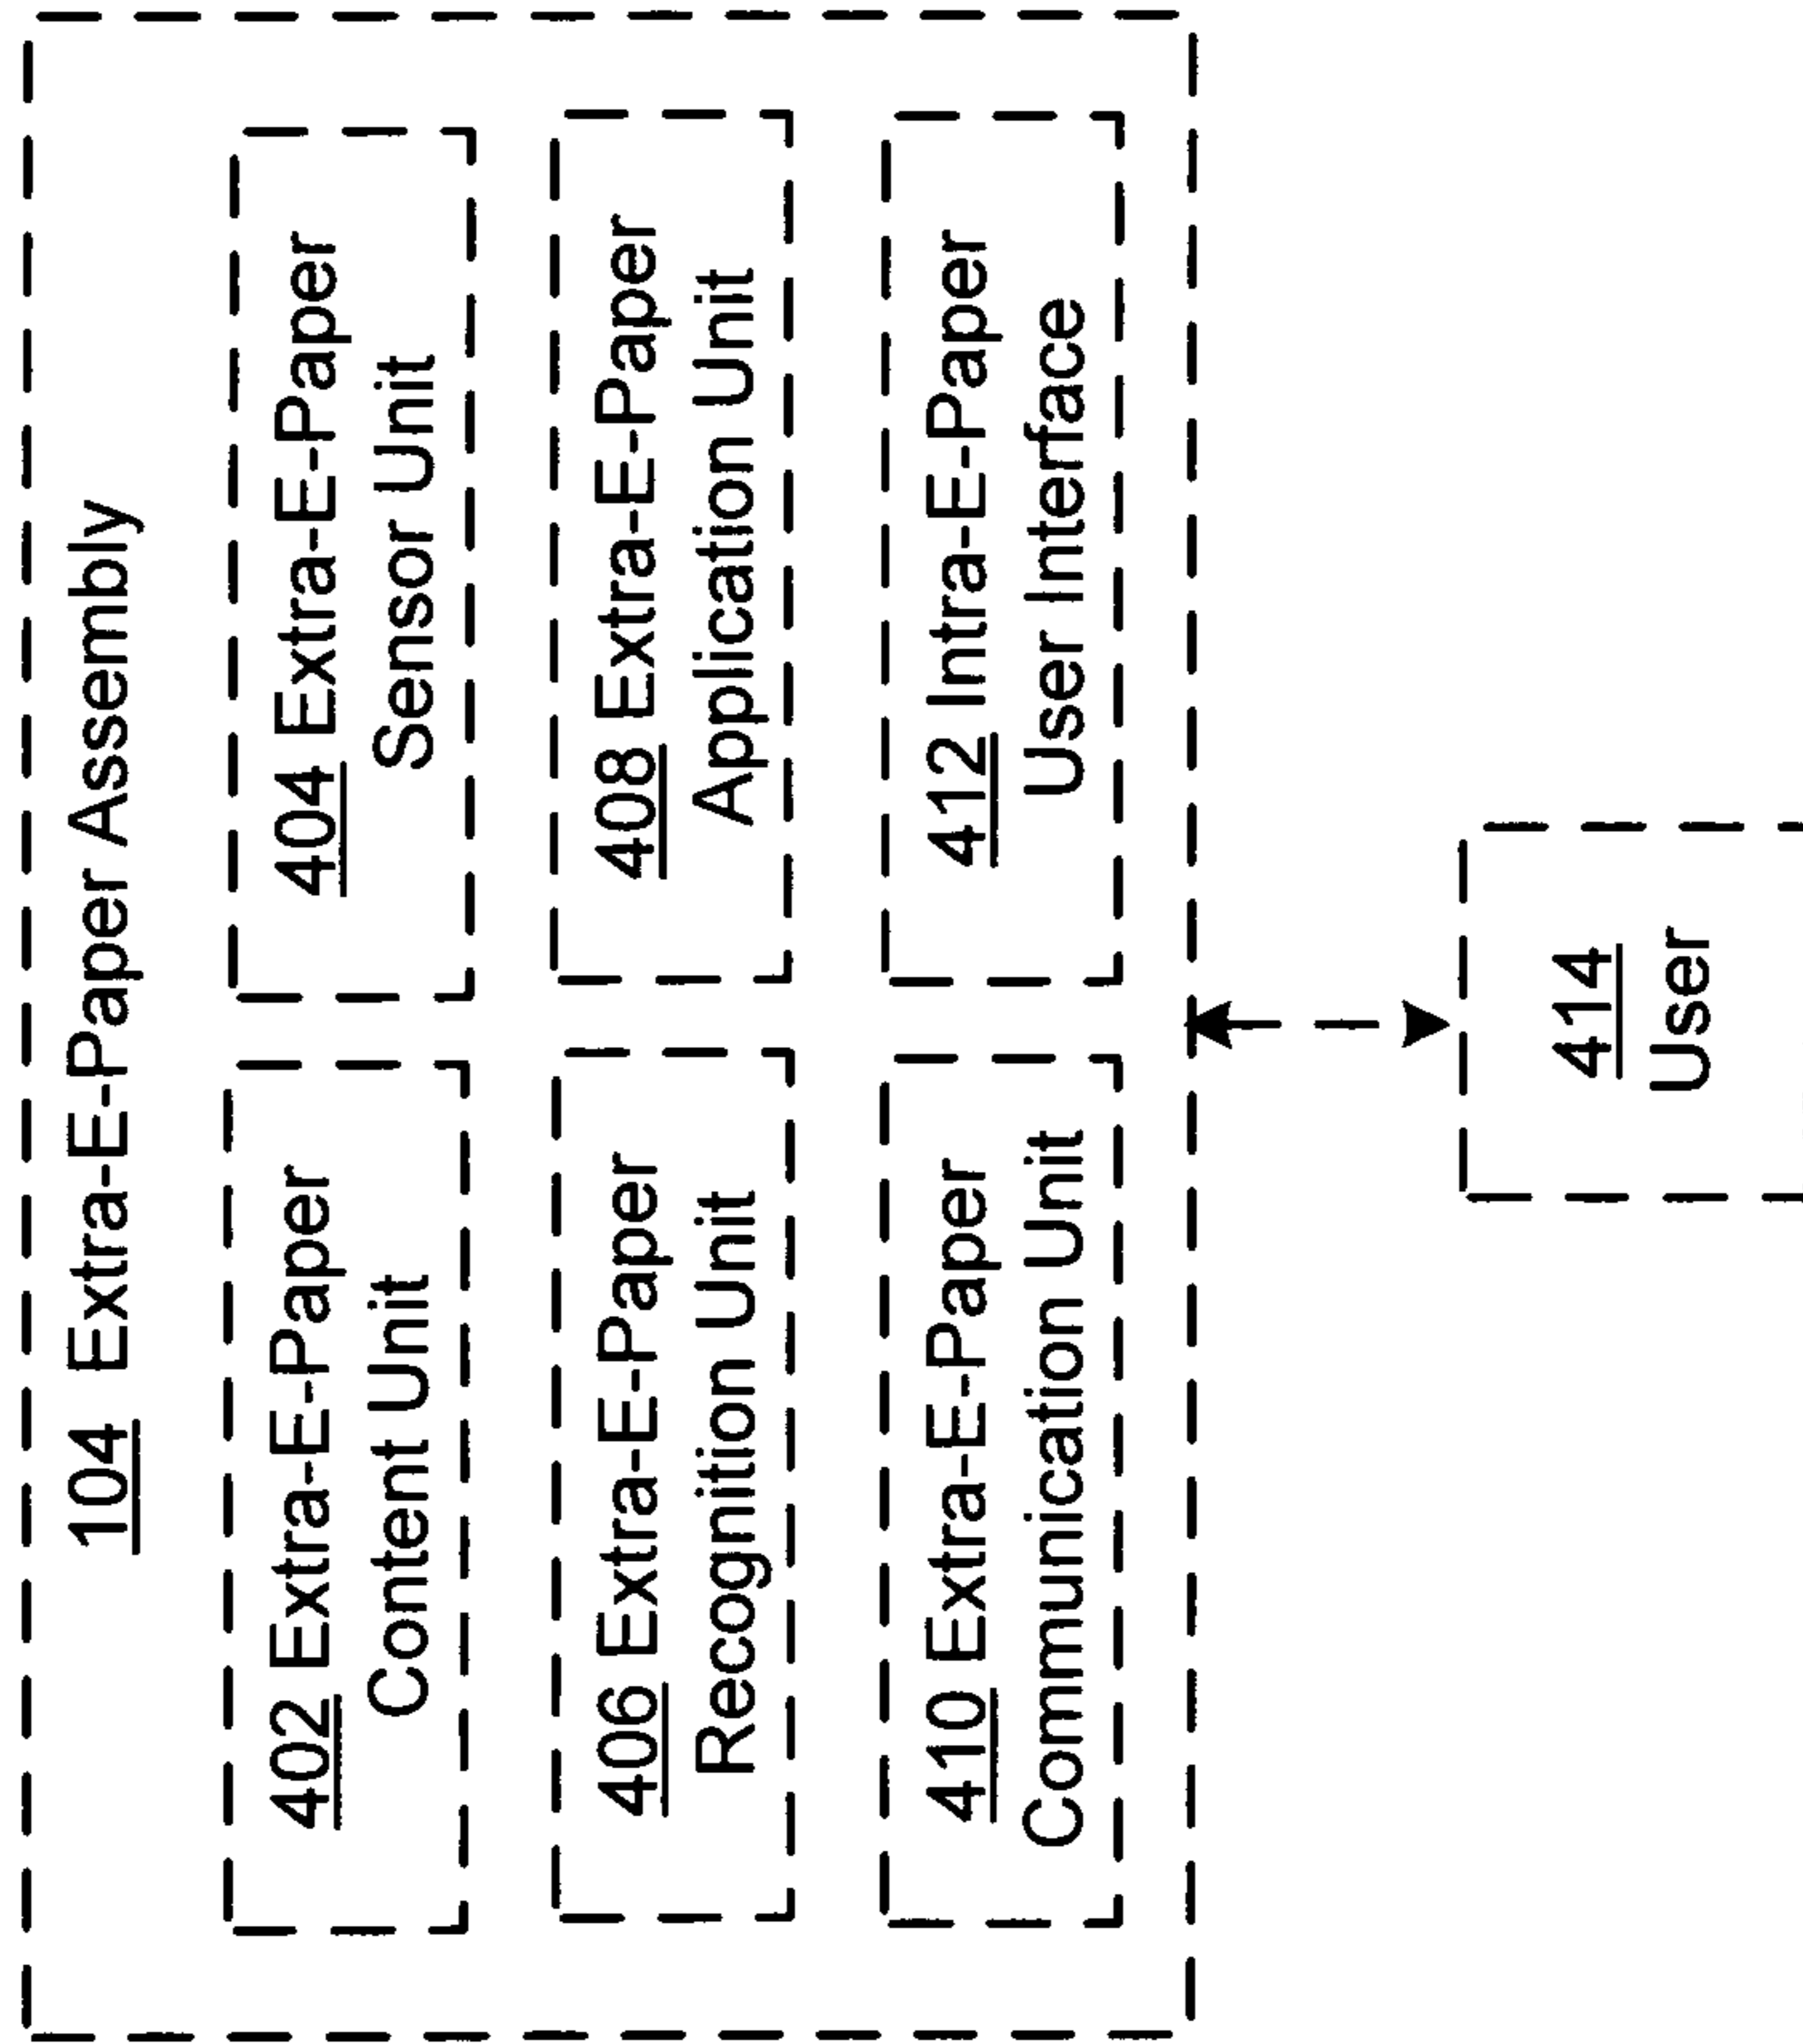 104 Extra-E-Paper Assembly
402 Extra-E-Paper
Content Unit
404 Extra-E-Paper
Sensor Unit
406 Extra-E-Paper
Recognition Unit
408 Extra-E-Paper
Application Unit
410 Extra-E-Paper
Communication Unit
412 Intra-E-Paper
User Interface
414
User